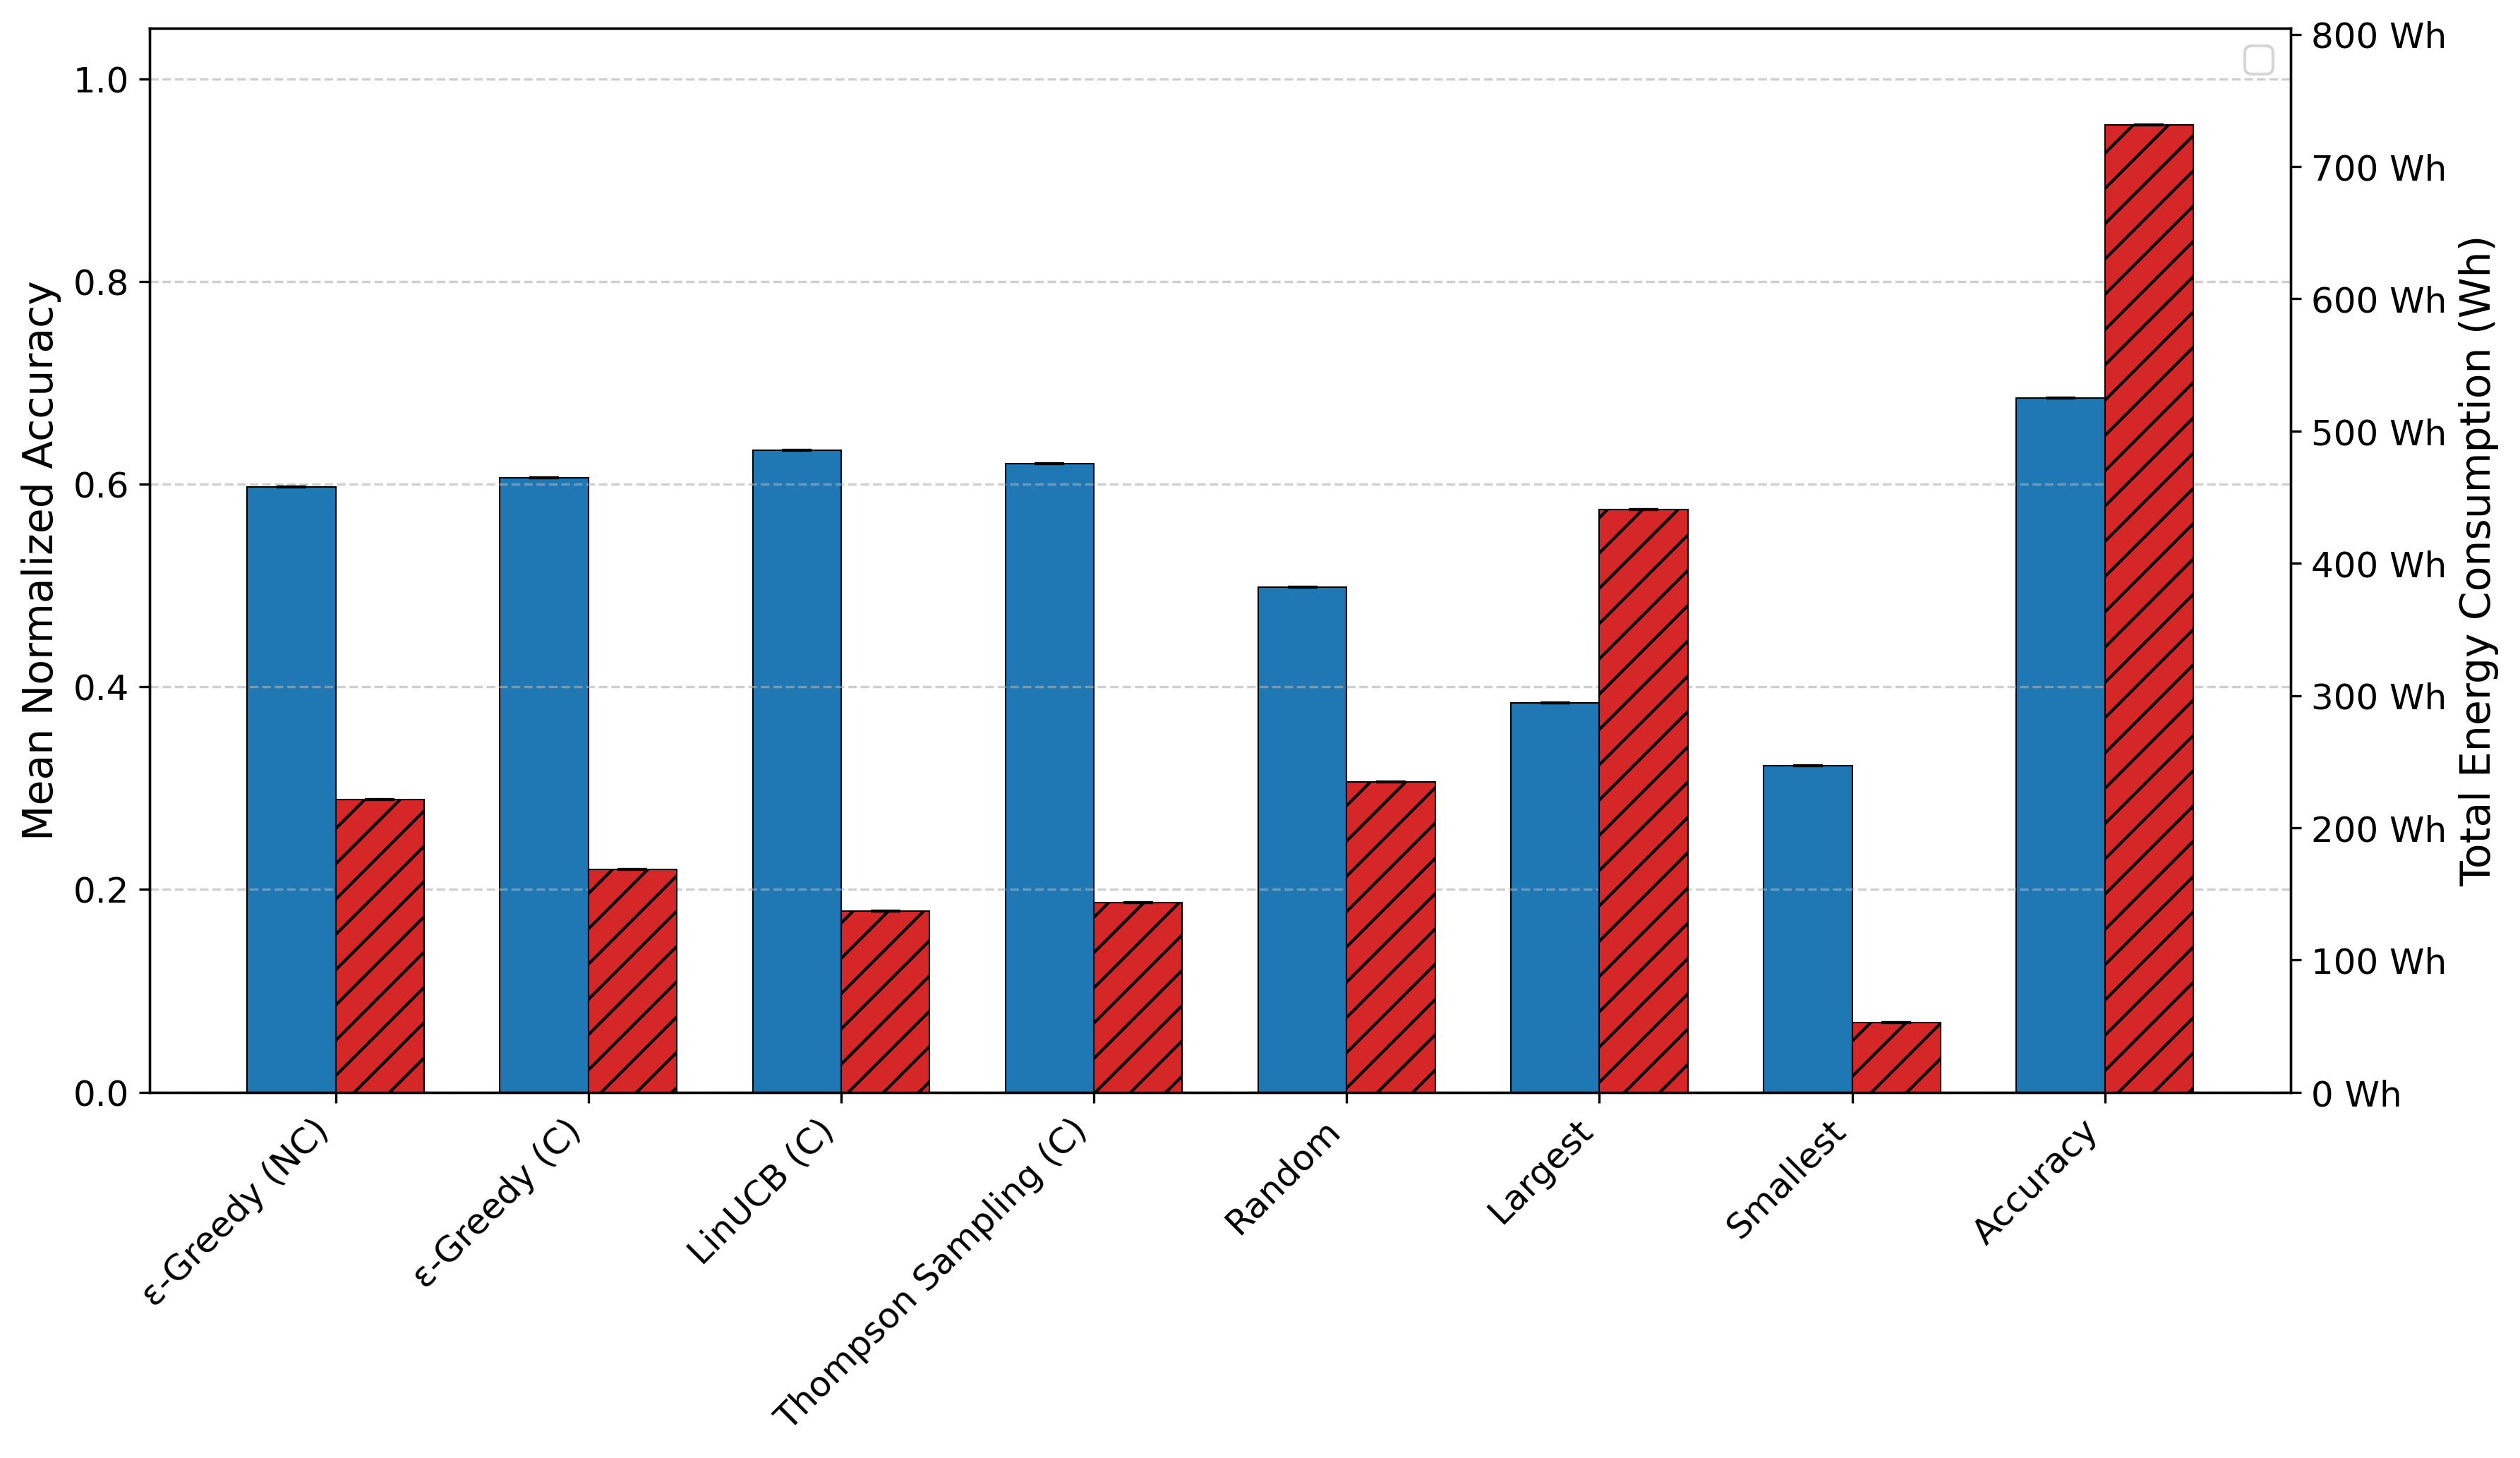 Mean Normalized Accuracy
1.0
0.8
0.6
0.4
0.2
0.0
800 Wh
700 Wh
600 Wh
500 Wh
400 Wh
300 Wh
200 Wh
100 Wh
0 Wh
Total Energy Consumption (Wh)
ε-Greedy (NC)
ε-Greedy (C)
LinUCB (C)
Thompson Sampling (C)
Random
Largest
Smallest
Accuracy